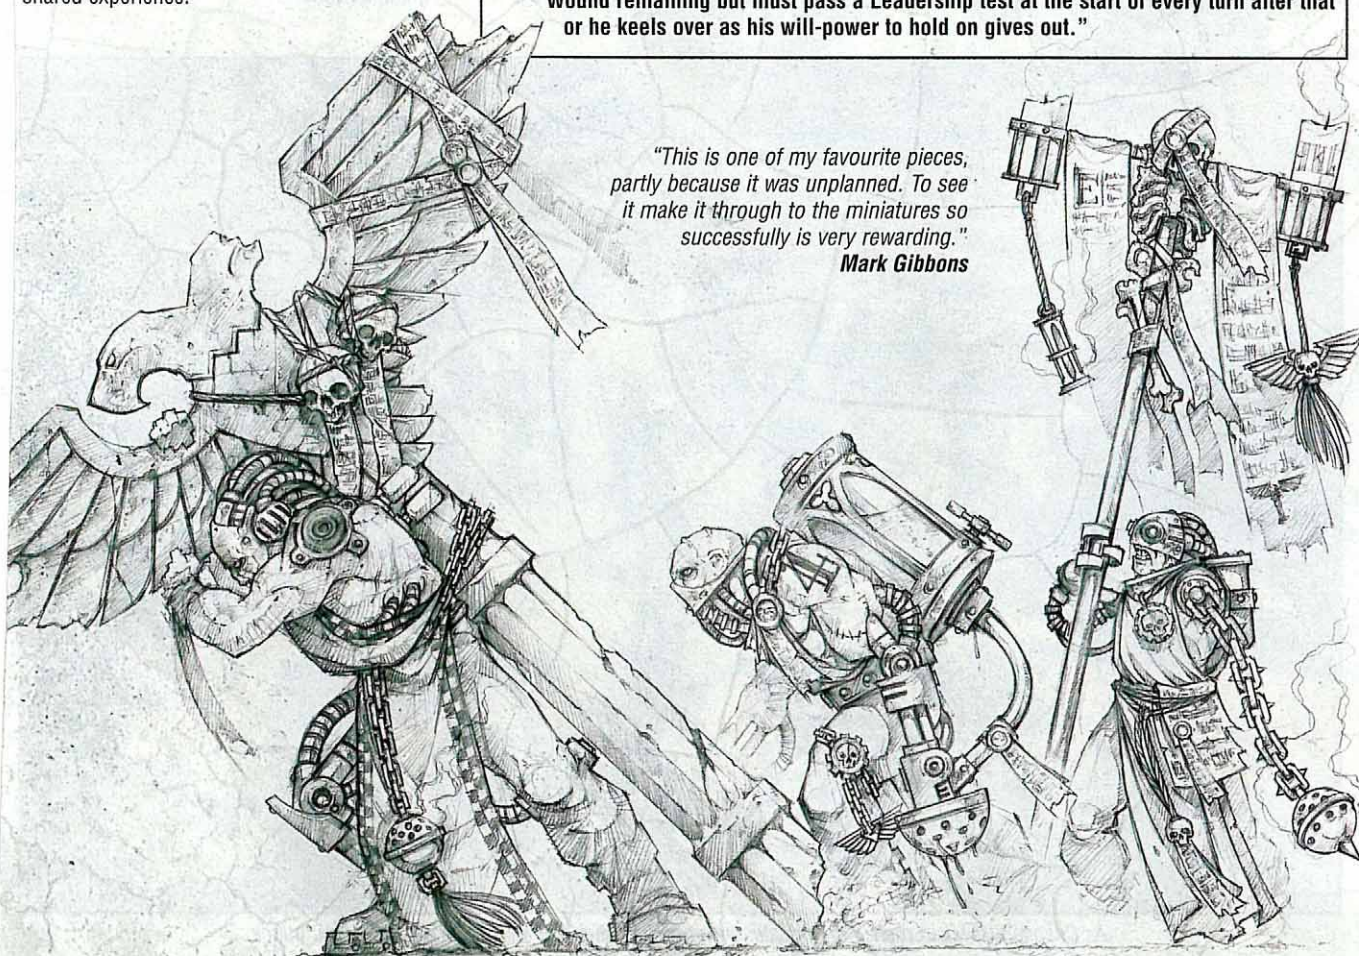 shared experience.
wound remaining but must pass a Leadership test at the start of every turn after that
or he keels over as his will-power to hold on gives out.”
“This is one of my favourite pieces,
partly because it was unplanned. To see
it make it through to the miniatures so
successfully is very rewarding.”
Mark Gibbons